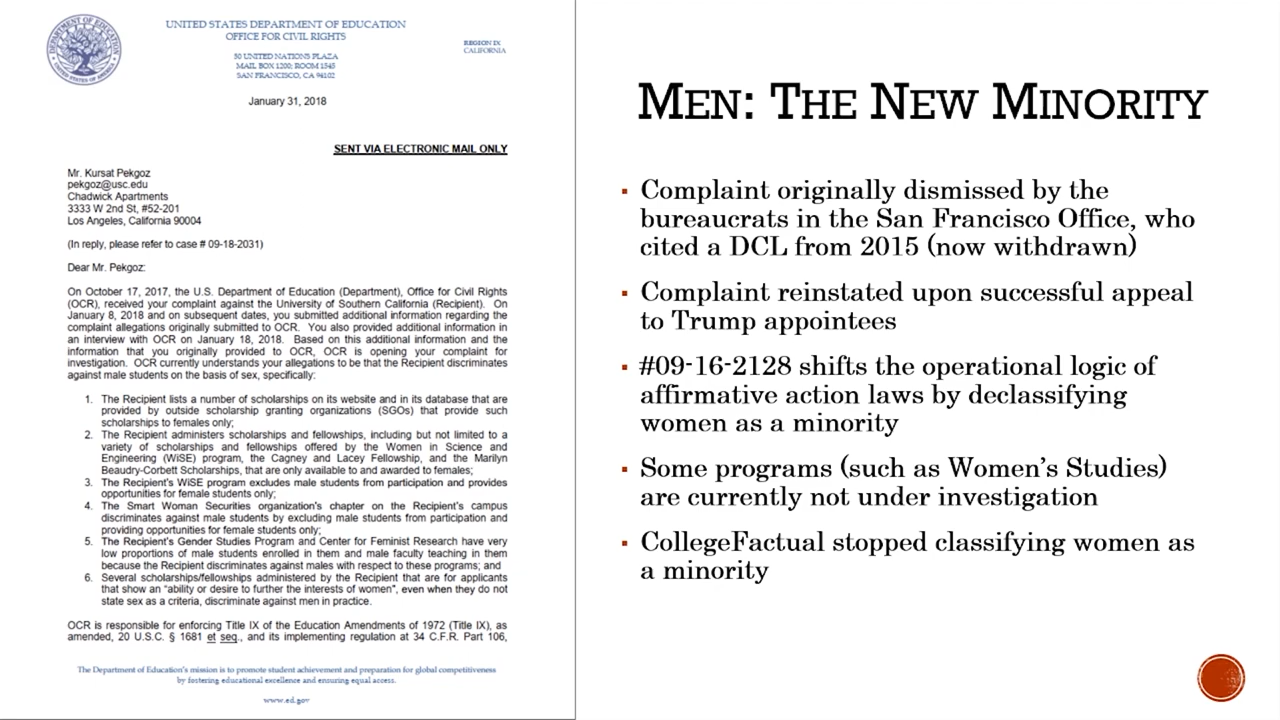 UNITED STATES DEPARTMENT OF EDUCATION
OFFICE FOR CIVIL RIGHTS
REGION IX
CALIFORNIA
50 UNITED NATIONS PLAZA
MAIL BOX 1200; ROOM 1545
SAN FRANCISCO, CA 94102
January 31, 2018
SENT VIA ELECTRONIC MAIL ONLY
Mr. Kursat Pekgoz
pekgoz@usc.edu
Chadwick Apartments
3333 W 2nd St, #52-201
Los Angeles, California 90004
(In reply, please refer to case # 09-18-2031)
Dear Mr. Pekgoz:
On October 17, 2017, the U.S. Department of Education (Department), Office for Civil Rights
(OCR), received your complaint against the University of Southern California (Recipient). On
January 8, 2018 and on subsequent dates, you submitted additional information regarding the
complaint allegations originally submitted to OCR. You also provided additional information in
an interview with OCR on January 18, 2018. Based on this additional information and the
information that you originally provided to OCR, OCR is opening your complaint for
investigation. OCR currently understands your allegations to be that the Recipient discriminates
against male students on the basis of sex, specifically:
1. The Recipient lists a number of scholarships on its website and in its database that are
provided by outside scholarship granting organizations (SGOs) that provide such
scholarships to females only;
2. The Recipient administers scholarships and fellowships, including but not limited to a
variety of scholarships and fellowships offered by the Women in Science and
Engineering (WiSE) program, the Cagney and Lacey Fellowship, and the Marilyn
Beaudry-Corbett Scholarships, that are only available to and awarded to females;
3. The Recipient's WiSE program excludes male students from participation and provides
opportunities for female students only;
4. The Smart Woman Securities organization's chapter on the Recipient's campus
discriminates against male students by excluding male students from participation and
providing opportunities for female students only;
5. The Recipient's Gender Studies Program and Center for Feminist Research have very
low proportions of male students enrolled in them and male faculty teaching in them
because the Recipient discriminates against males with respect to these programs; and
6. Several scholarships/fellowships administered by the Recipient that are for applicants
that show an "ability or desire to further the interests of women", even when they do not
state sex as a criteria, discriminate against men in practice.
OCR is responsible for enforcing Title IX of the Education Amendments of 1972 (Title IX), as
amended, 20 U.S.C. § 1681 et seq., and its implementing regulation at 34 C.F.R. Part 106,
The Department of Education's mission is to promote student achievement and preparation for global competitiveness
by fostering educational excellence and ensuring equal access.
www.ed.gov
MEN: THE NEW MINORITY
▪ Complaint originally dismissed by the
bureaucrats in the San Francisco Office, who
cited a DCL from 2015 (now withdrawn)
▪ Complaint reinstated upon successful appeal
to Trump appointees
▪ #09-16-2128 shifts the operational logic of
affirmative action laws by declassifying
women as a minority
▪ Some programs (such as Women's Studies)
are currently not under investigation
▪ CollegeFactual stopped classifying women as
a minority